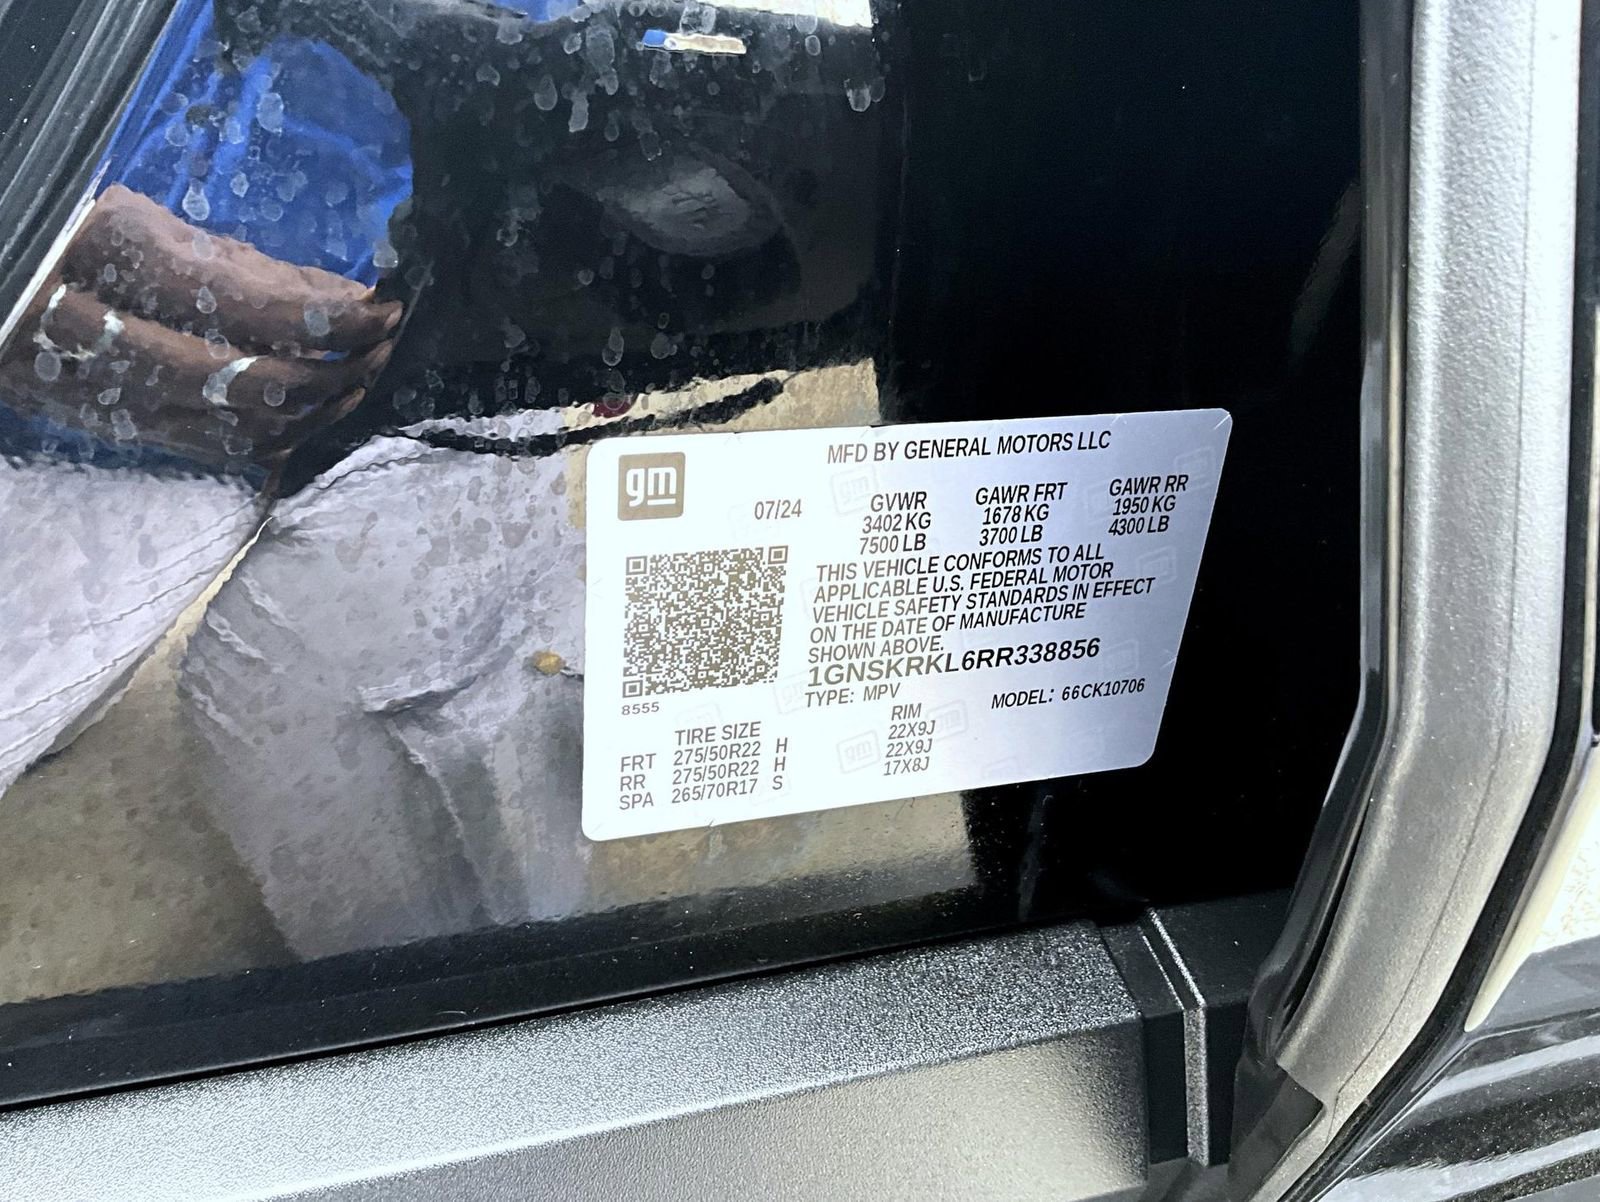 MFD BY GENERAL MOTORS LLC
gm
07/24
GVWR GAWR FRT GAWR RR
3402 KG 1678 KG 1950 KG
7500 LB 3700 LB 4300 LB
THIS VEHICLE CONFORMS TO ALL
APPLICABLE U.S. FEDERAL MOTOR
VEHICLE SAFETY STANDARDS IN EFFECT
ON THE DATE OF MANUFACTURE
SHOWN ABOVE.
1GNSKRKL6RR338856
TYPE: MPV MODEL: 66CK10706
8555
TIRE SIZE RIM
FRT 275/50R22 H 22X9J
RR 275/50R22 H 22X9J
SPA 265/70R17 S 17X8J